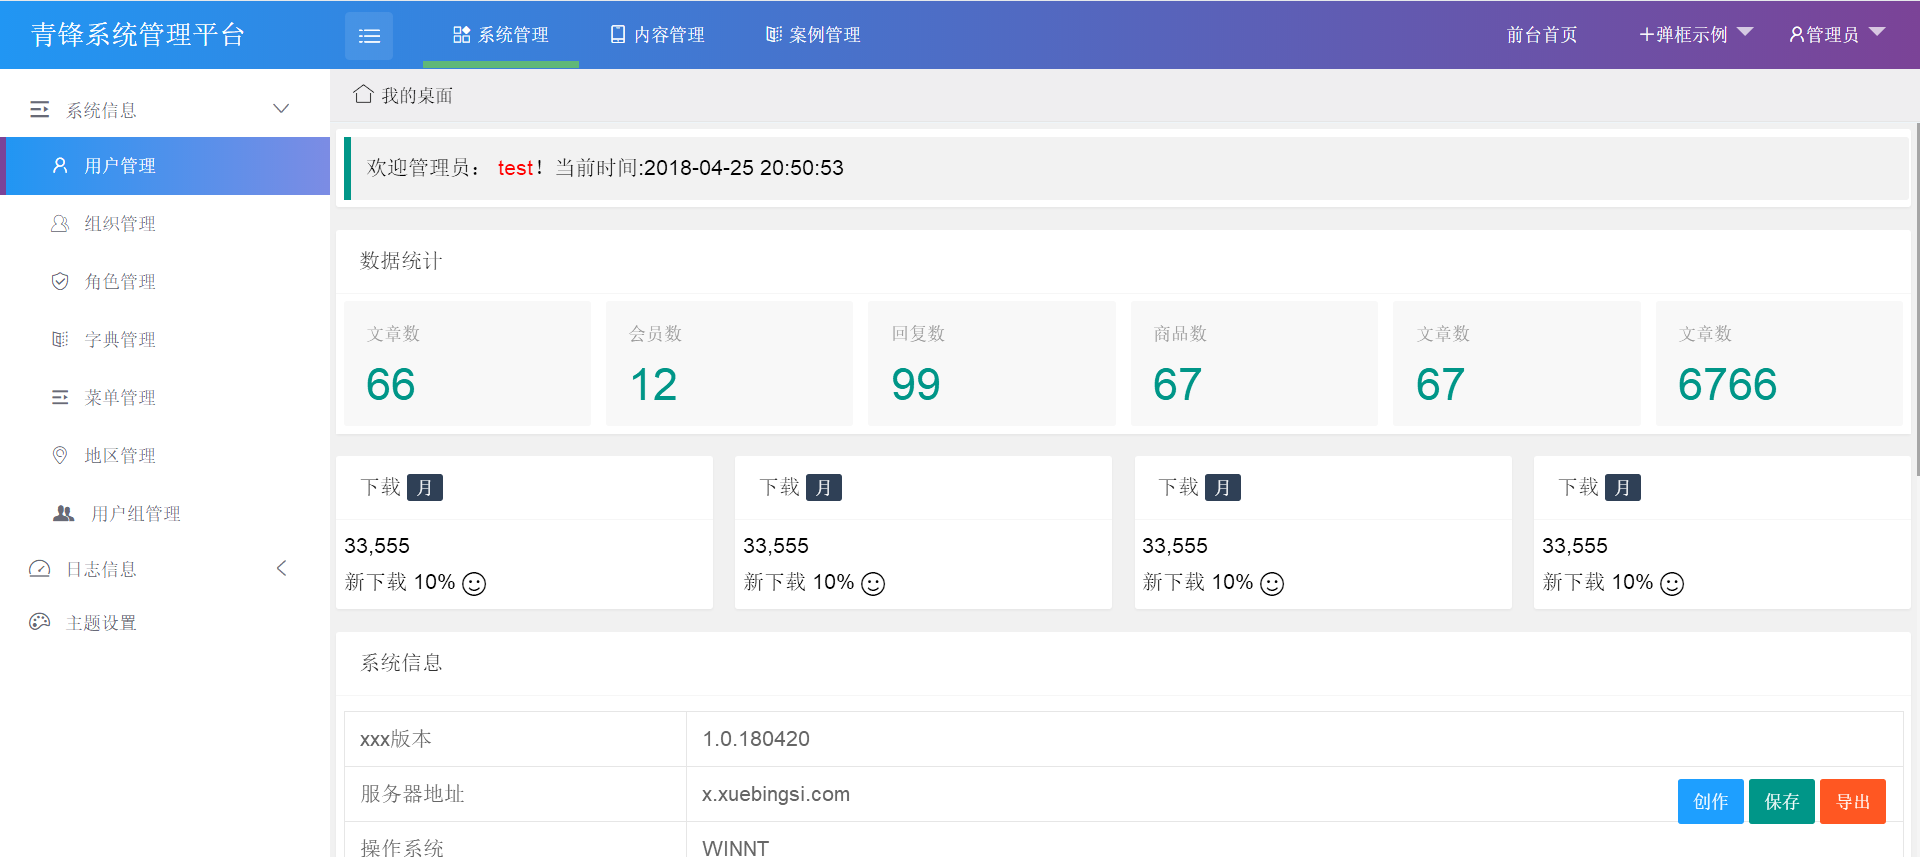 青锋系统管理平台
系统管理
内容管理
案例管理
前台首页
弹框示例
管理员
系统信息
用户管理
组织管理
角色管理
字典管理
菜单管理
地区管理
用户组管理
日志信息
主题设置
我的桌面
欢迎管理员： test！当前时间:2018-04-25 20:50:53
数据统计
文章数
66
会员数
12
回复数
99
商品数
67
文章数
67
文章数
6766
下载 月
33,555
新下载 10%
下载 月
33,555
新下载 10%
下载 月
33,555
新下载 10%
下载 月
33,555
新下载 10%
系统信息
xxx版本 1.0.180420
服务器地址 x.xuebingsi.com
创作 保存 导出
操作系统 WINNT